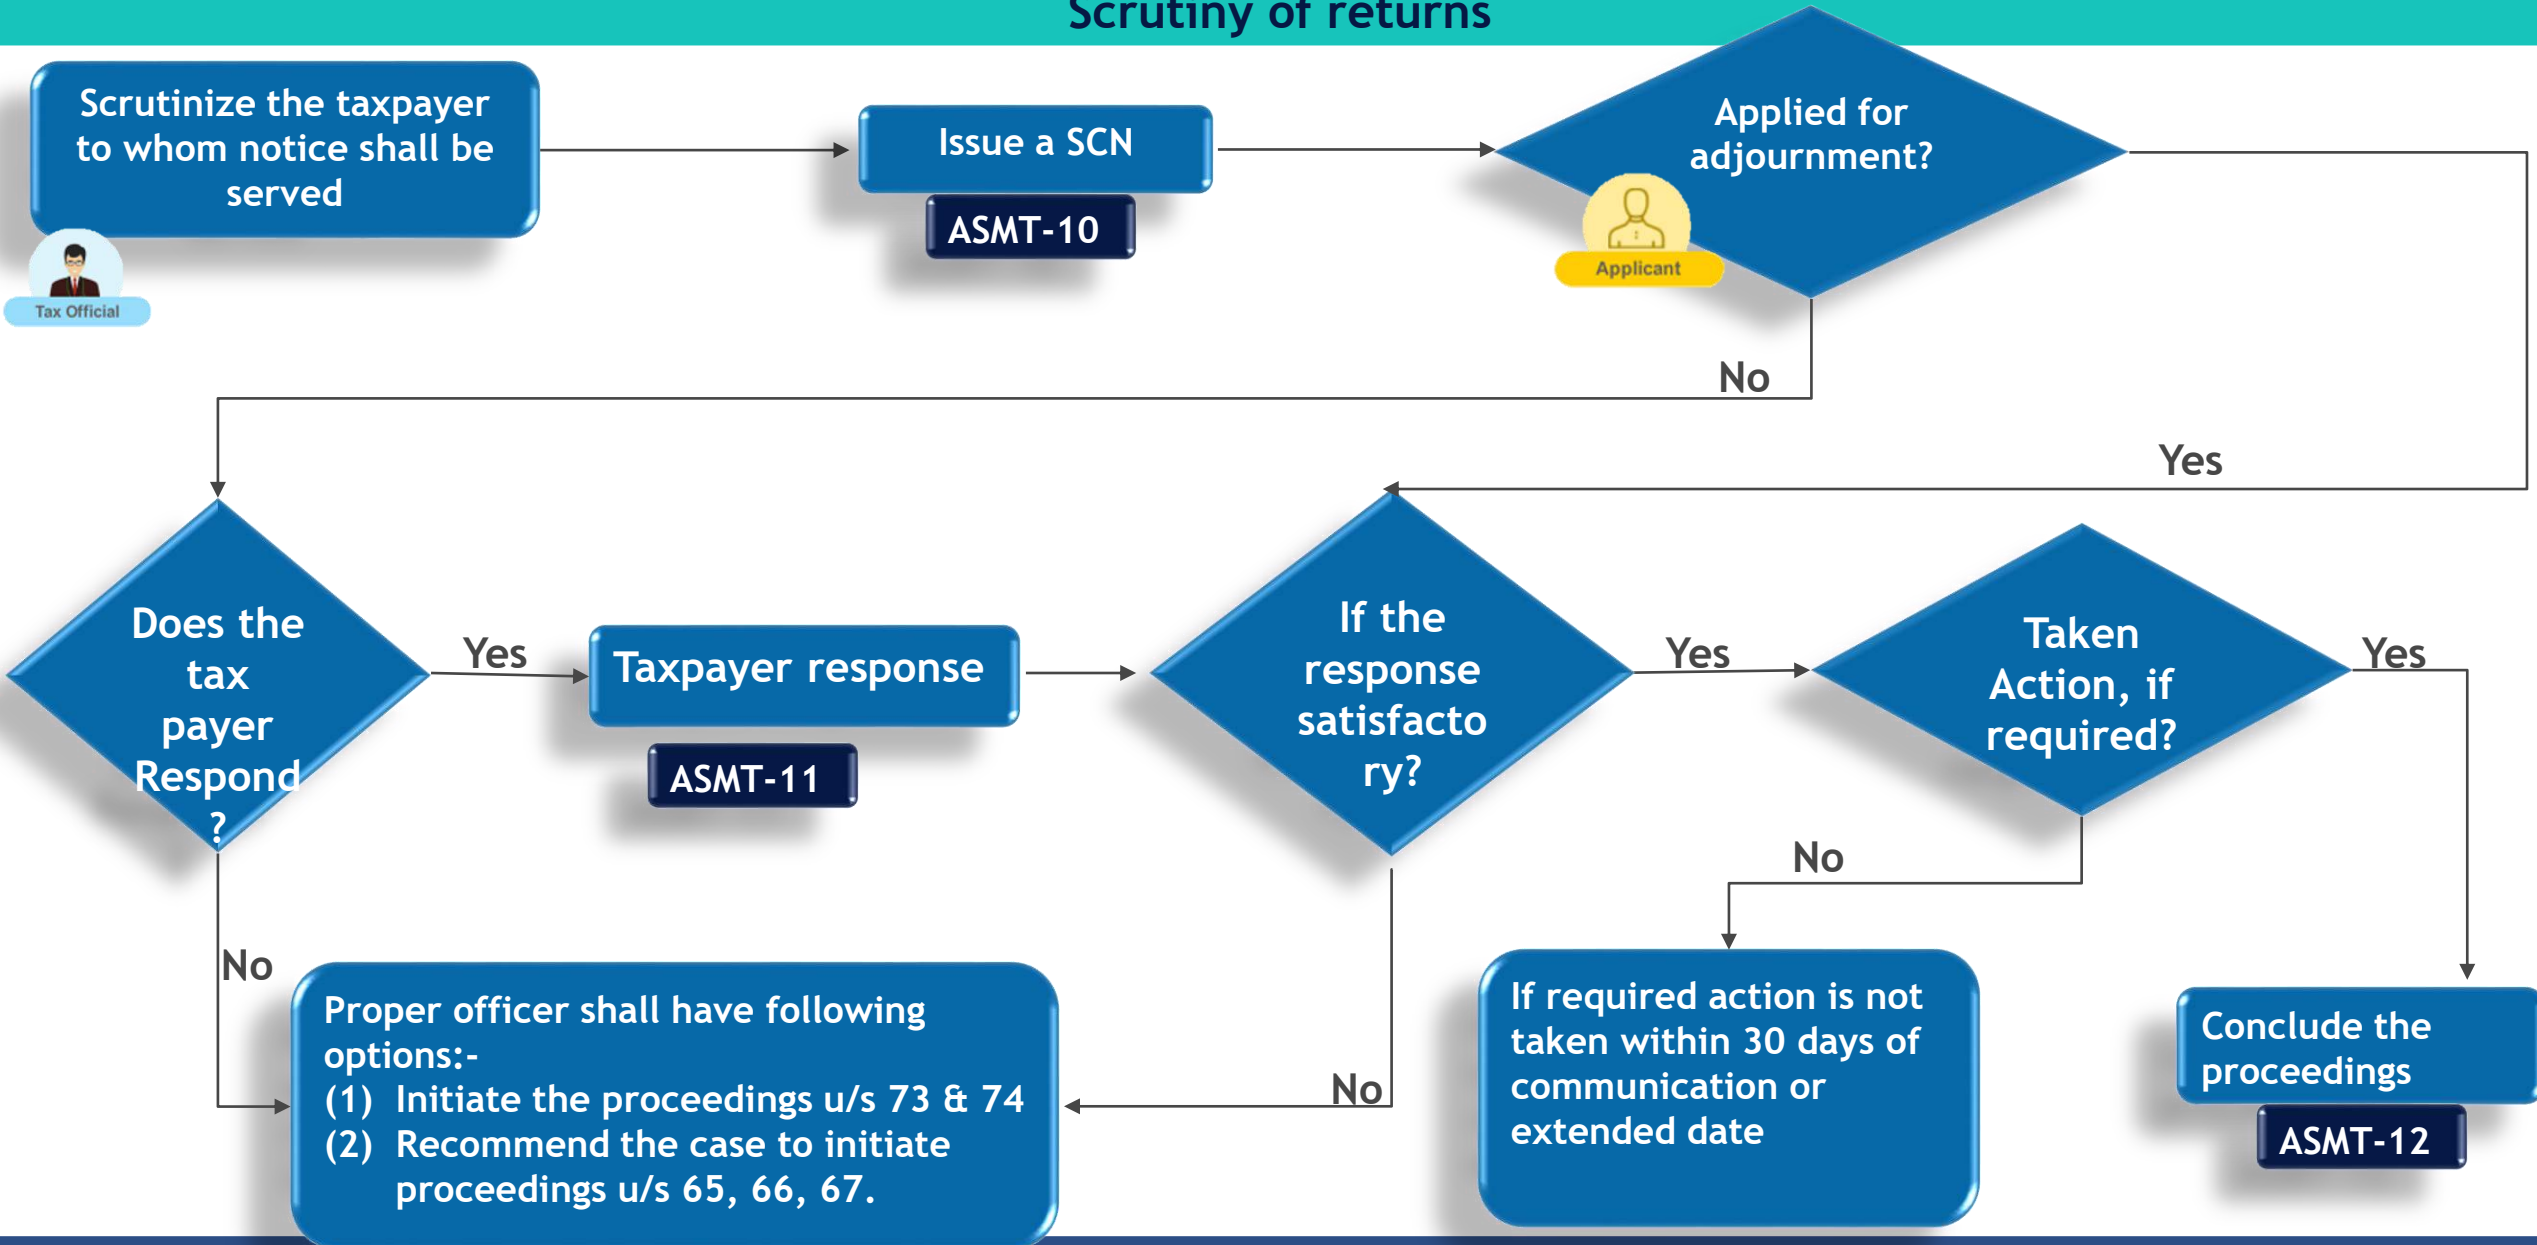 Scrutiny of returns
Scrutinize the taxpayer
to whom notice shall be
served
Tax Official
Issue a SCN
ASMT-10
Applied for
adjournment?
Applicant
No
Yes
Does the
tax
payer
Respond
?
Yes
Taxpayer response
ASMT-11
If the
response
satisfacto
ry?
Yes
Taken
Action, if
required?
Yes
No
No
Proper officer shall have following
options:-
(1) Initiate the proceedings u/s 73 & 74
(2) Recommend the case to initiate
proceedings u/s 65, 66, 67.
No
If required action is not
taken within 30 days of
communication or
extended date
Conclude the
proceedings
ASMT-12